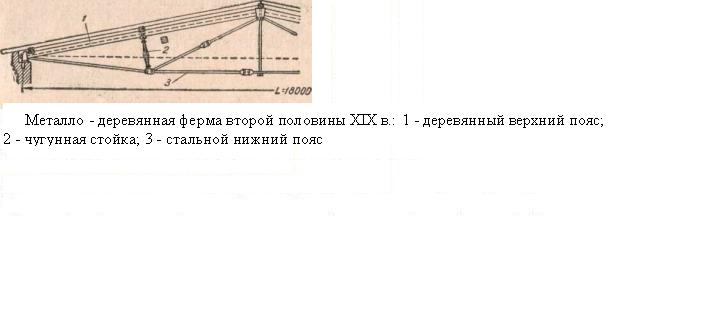 1
2
3
L=18000
Металло - деревянная ферма второй половины XIX в.: 1 - деревянный верхний пояс;
2 - чугунная стойка; 3 - стальной нижний пояс